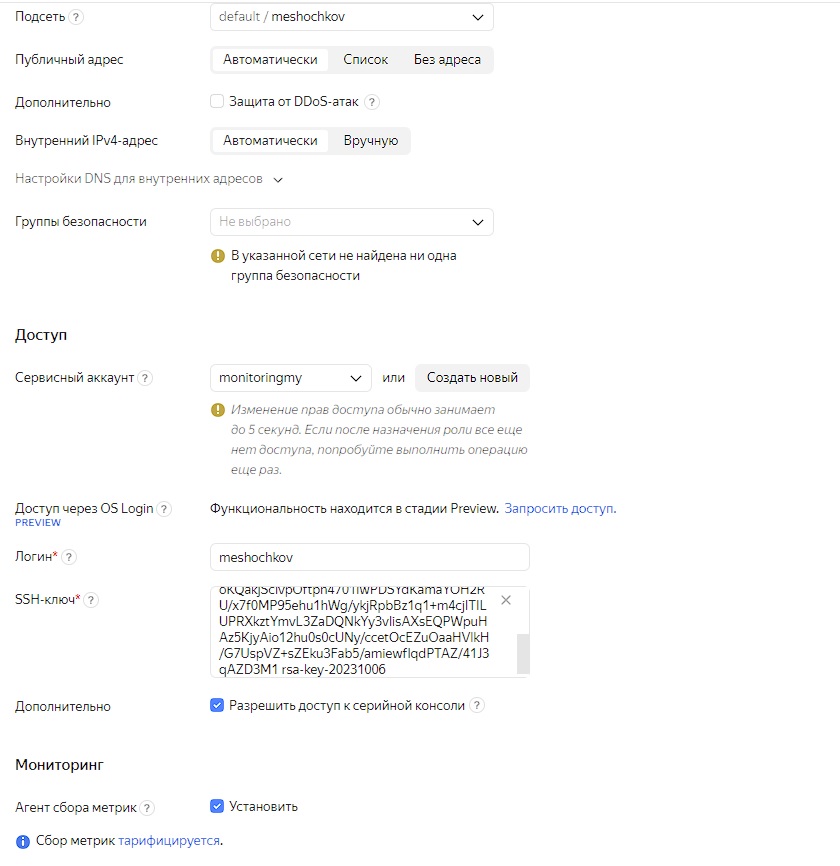 Подсеть ? default / meshochkov
Публичный адрес Автоматически Список Без адреса
Дополнительно Защита от DDoS-атак ?
Внутренний IPv4-адрес Автоматически Вручную
Настройки DNS для внутренних адресов
Группы безопасности Не выбрано
В указанной сети не найдена ни одна
группа безопасности
Доступ
Сервисный аккаунт ? monitoringmy или Создать новый
Изменение прав доступа обычно занимает
до 5 секунд. Если после назначения роли все еще
нет доступа, попробуйте выполнить операцию
еще раз.
Доступ через OS Login ? Функциональность находится в стадии Preview. Запросить доступ.
PREVIEW
Логин* ? meshochkov
SSH-ключ* ?
U/x7f0MP95ehu1hWg/ykjRpbBz1q1+m4cjITIL
UPRXkztYmvL3ZaDQNkYy3vIisAXsEQPWpuH
Az5KjyAio12hu0s0cUNy/ccetOcEZuOaaHVlkH
/G7UspVZ+sZEku3Fab5/amiewfIqdPTAZ/41J3
qAZD3M1 rsa-key-20231006
Дополнительно Разрешить доступ к серийной консоли ?
Мониторинг
Агент сбора метрик ? Установить
Сбор метрик тарифицируется.